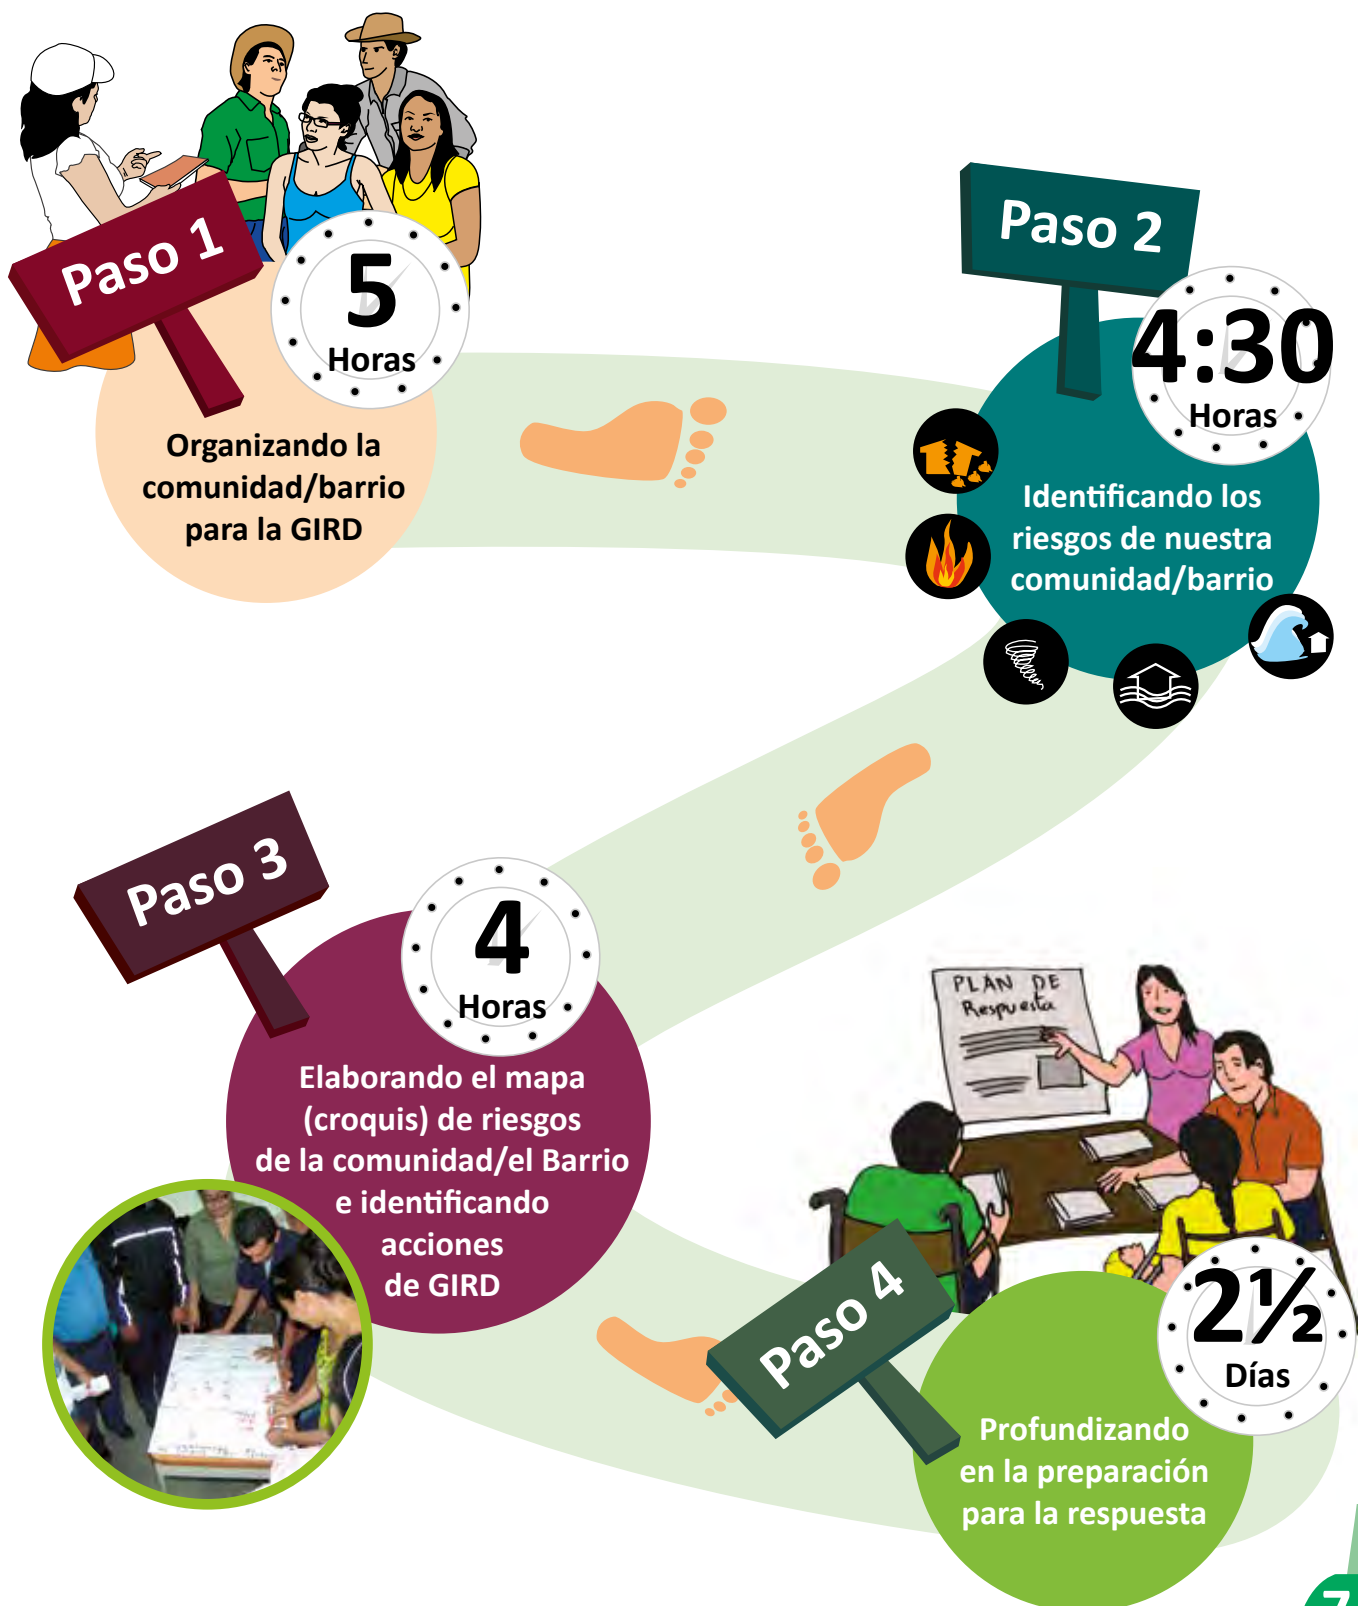 Paso 1
5
Horas
Organizando la
comunidad/barrio
para la GIRD
Paso 2
4:30
Horas
Identificando los
riesgos de nuestra
comunidad/barrio
Paso 3
4
Horas
Elaborando el mapa
(croquis) de riesgos
de la comunidad/el Barrio
e identificando
acciones
de GIRD
PLAN DE
Respuesta
Paso 4
2½
Días
Profundizando
en la preparación
para la respuesta
7